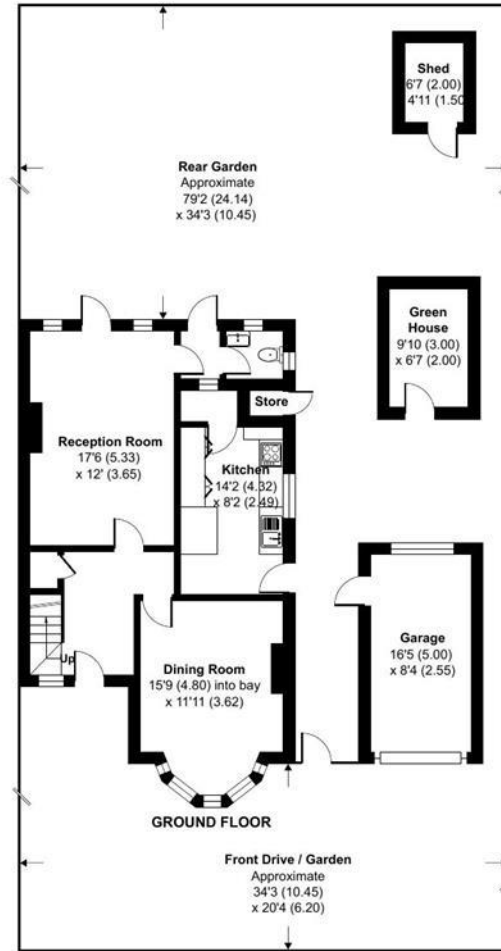 Shed
6'7 (2.00)
4'11 (1.50
Rear Garden
Approximate
79'2 (24.14)
x 34'3 (10.45)
Green
House
9'10 (3.00)
x 6'7 (2.00)
Store
Reception Room
17'6 (5.33)
x 12' (3.65)
Kitchen
14'2 (4.32)
x 8'2 (2.49)
Garage
16'5 (5.00)
x 8'4 (2.55)
Up
Dining Room
15'9 (4.80) into bay
x 11'11 (3.62)
GROUND FLOOR
Front Drive / Garden
Approximate
34'3 (10.45)
x 20'4 (6.20)